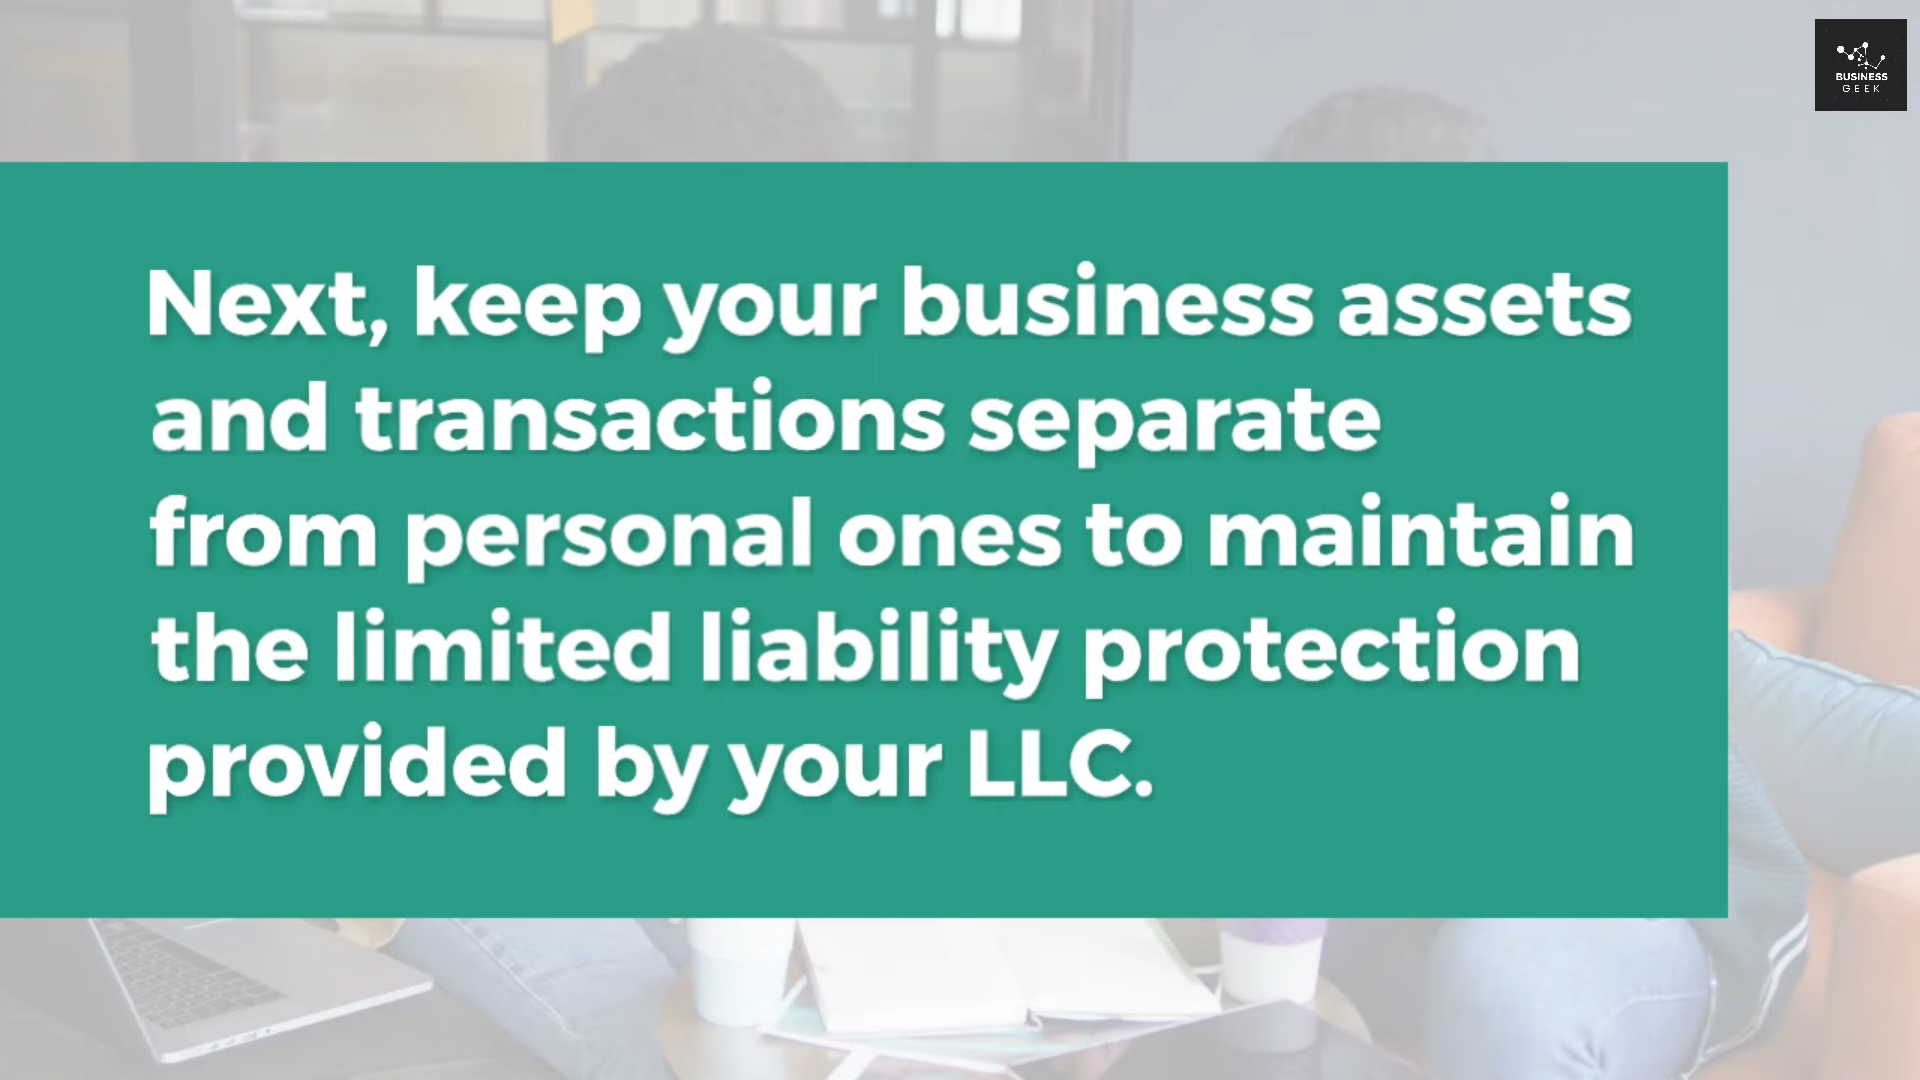 BUSINESS
GEEK
Next, keep your business assets
and transactions separate
from personal ones to maintain
the limited liability protection
provided by your LLC.